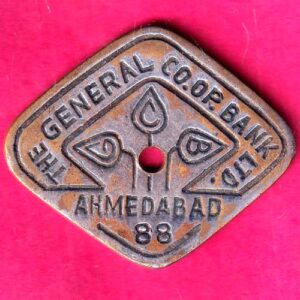 THE GENERAL CO.OP. BANK LTD.
G C B
AHMEDABAD
88